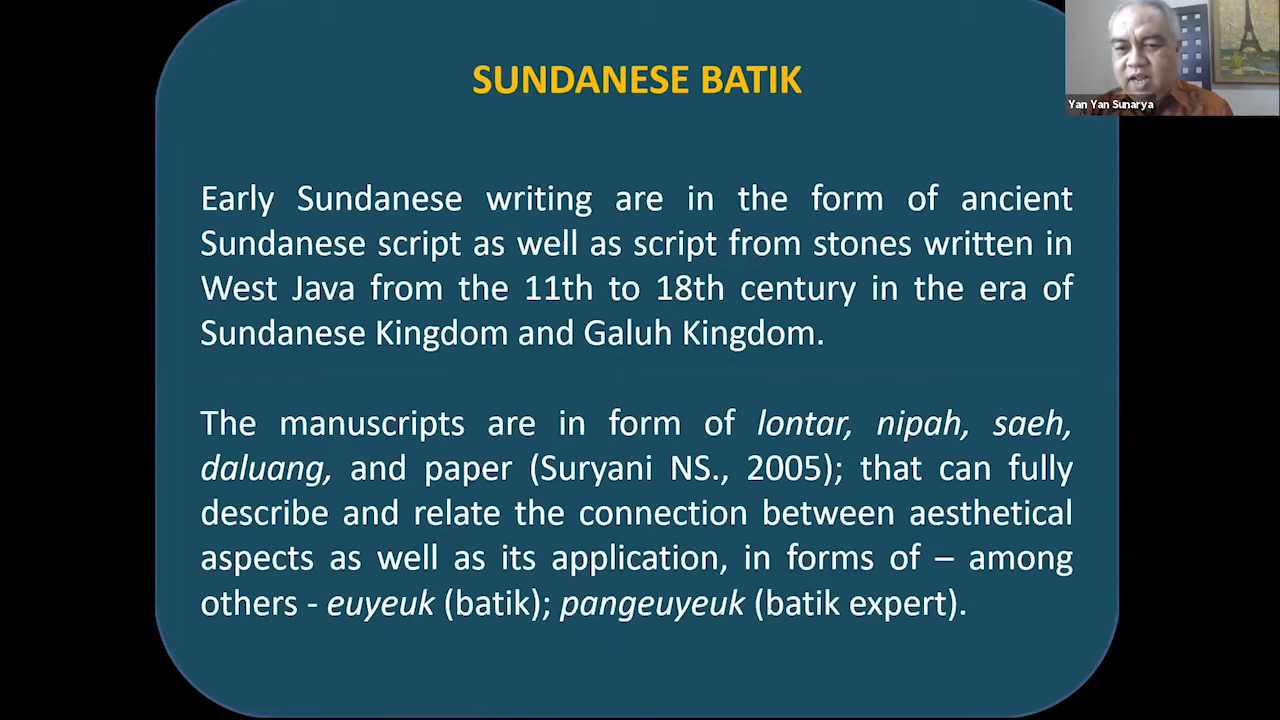 SUNDANESE BATIK
Yan Yan Sunarya
Early Sundanese writing are in the form of ancient
Sundanese script as well as script from stones written in
West Java from the 11th to 18th century in the era of
Sundanese Kingdom and Galuh Kingdom.
The manuscripts are in form of lontar, nipah, saeh,
daluang, and paper (Suryani NS., 2005); that can fully
describe and relate the connection between aesthetical
aspects as well as its application, in forms of – among
others - euyeuk (batik); pangeuyeuk (batik expert).